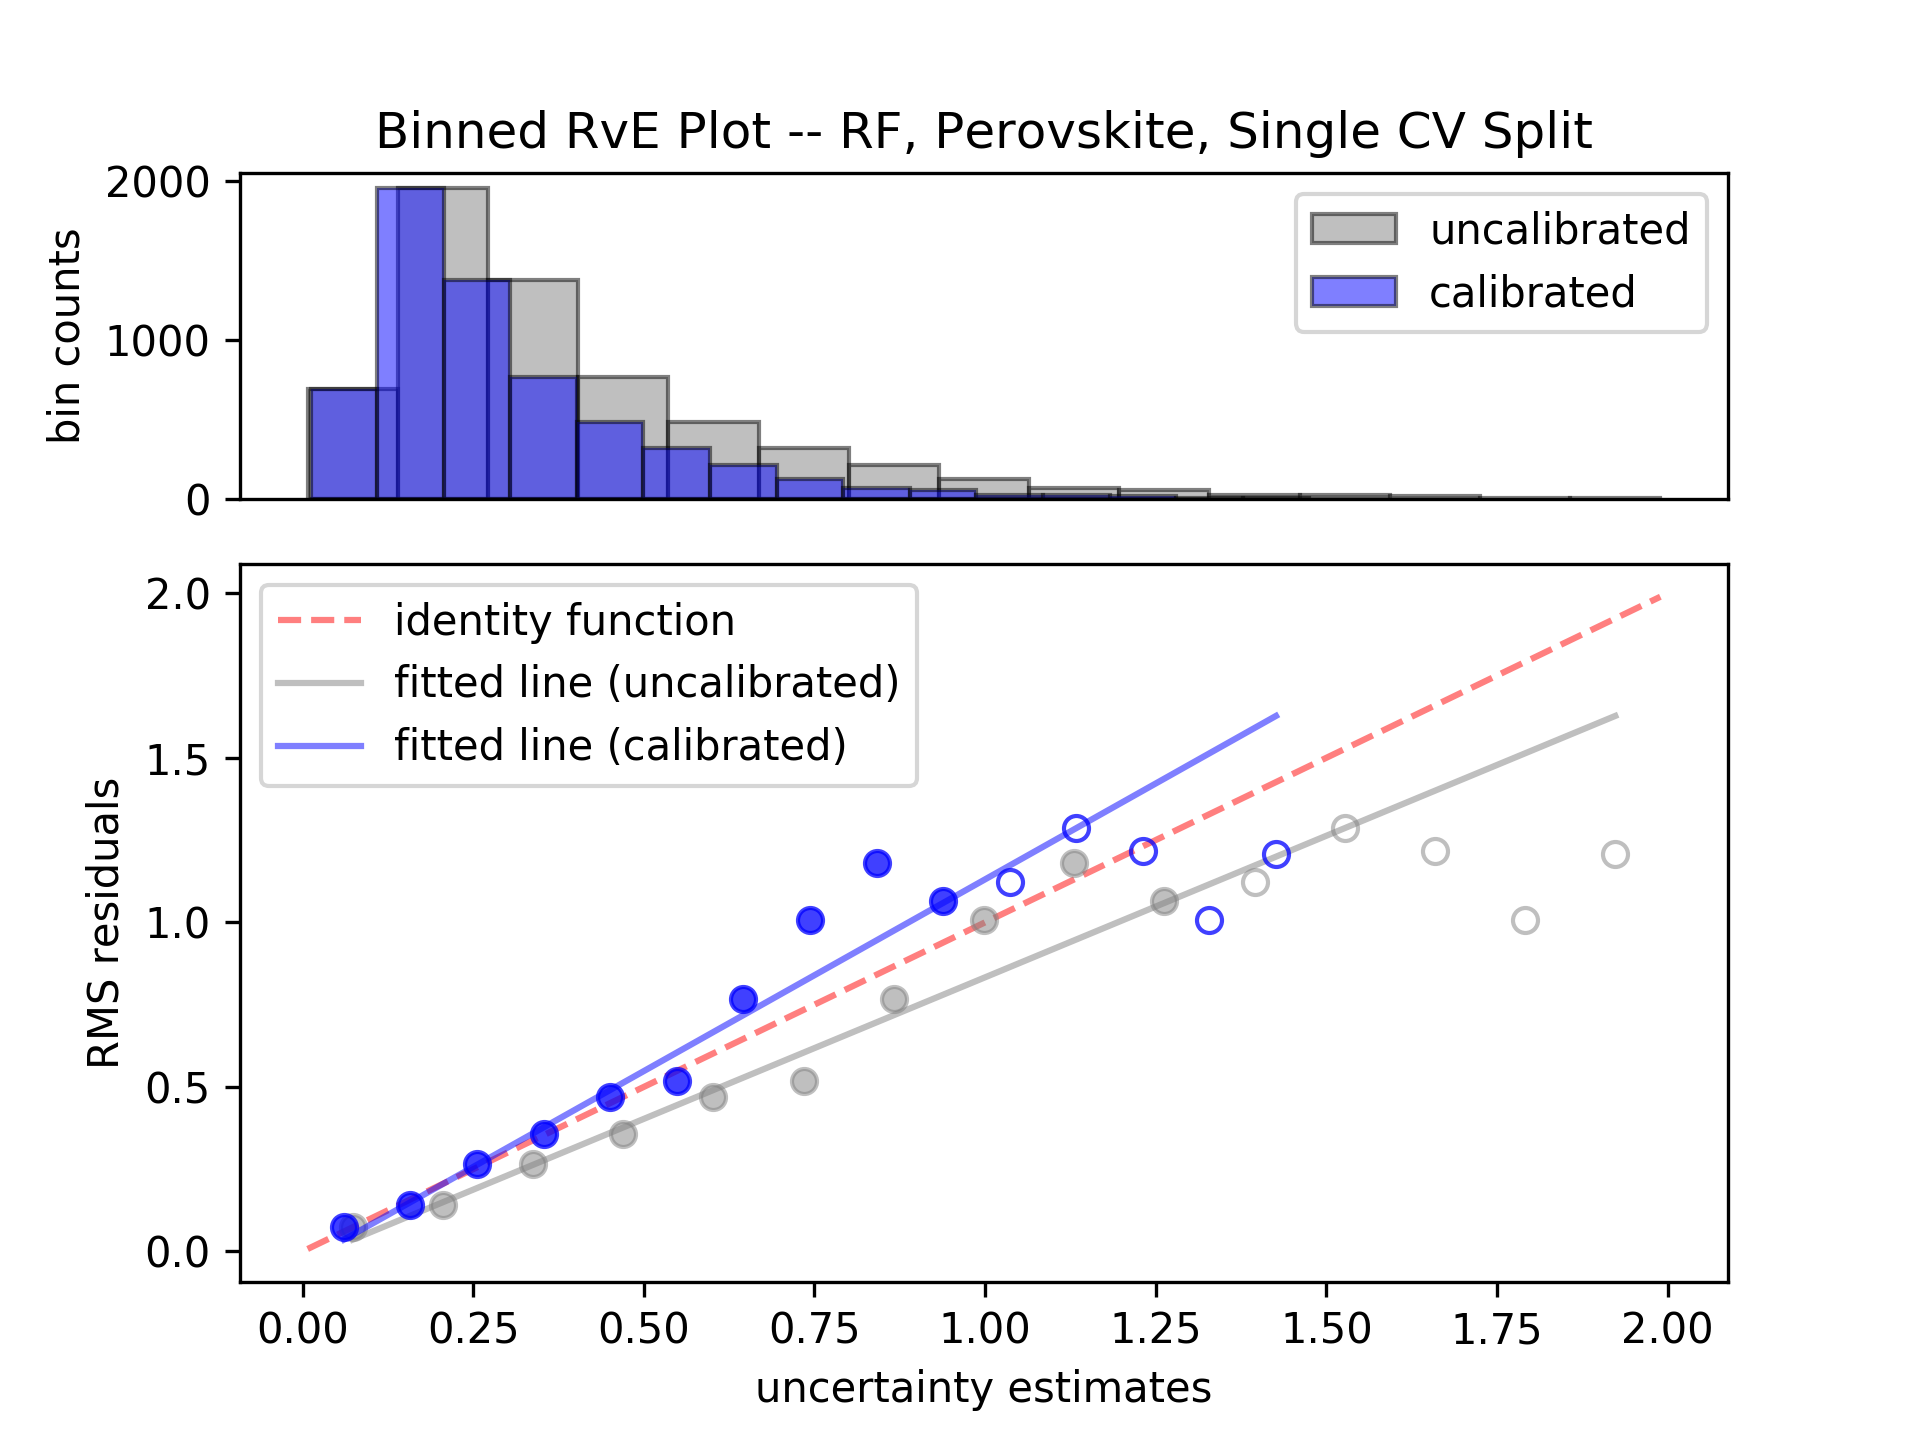 Binned RvE Plot -- RF, Perovskite, Single CV Split
2000
1000
0
bin counts
uncalibrated
calibrated
2.0
1.5
1.0
0.5
0.0
RMS residuals
identity function
fitted line (uncalibrated)
fitted line (calibrated)
0.00 0.25 0.50 0.75 1.00 1.25 1.50 1.75 2.00
uncertainty estimates